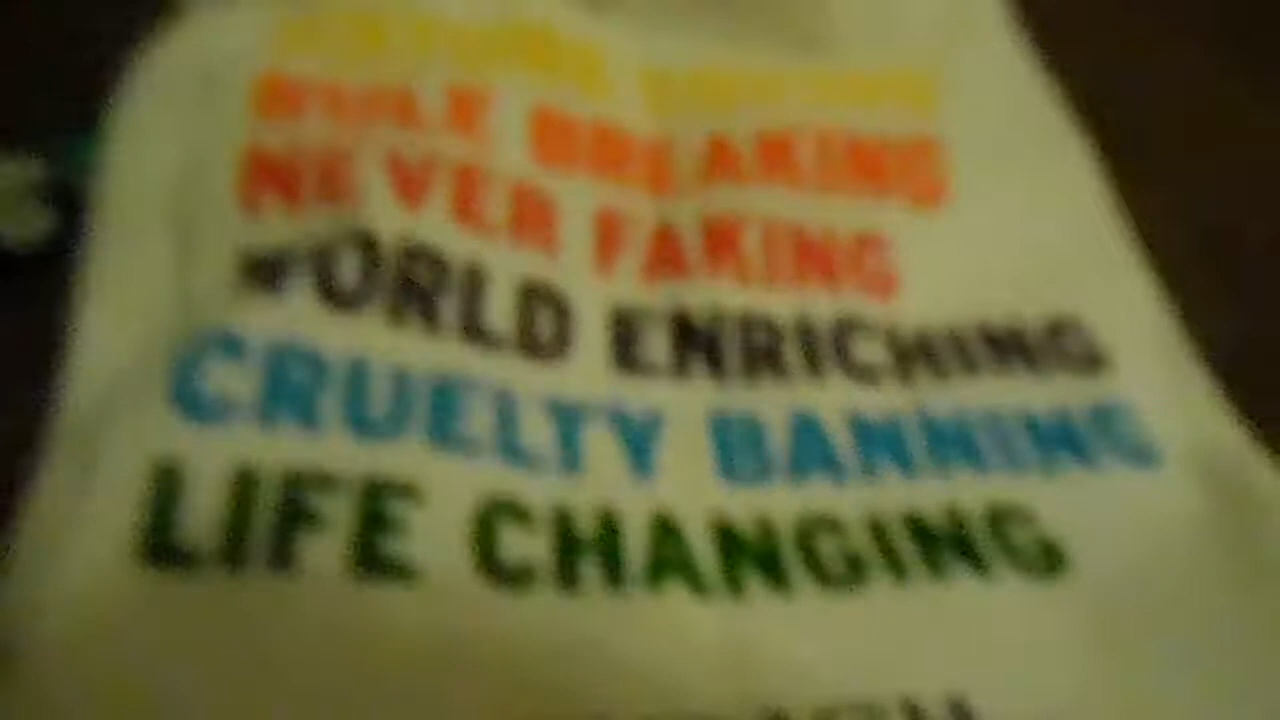 RULE BREAKING
NEVER FAKING
WORLD ENRICHING
CRUELTY BANNING
LIFE CHANGING